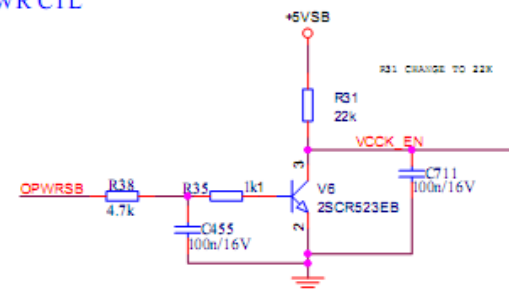 WR CTL
+5VSB
R31 CHANGE TO 22K
R31
22k
VCCK_EN
3
OPWRSB
R38
4.7k
R35
1k1
V6
2SCR523EB
C711
100n/16V
C455
100n/16V
2